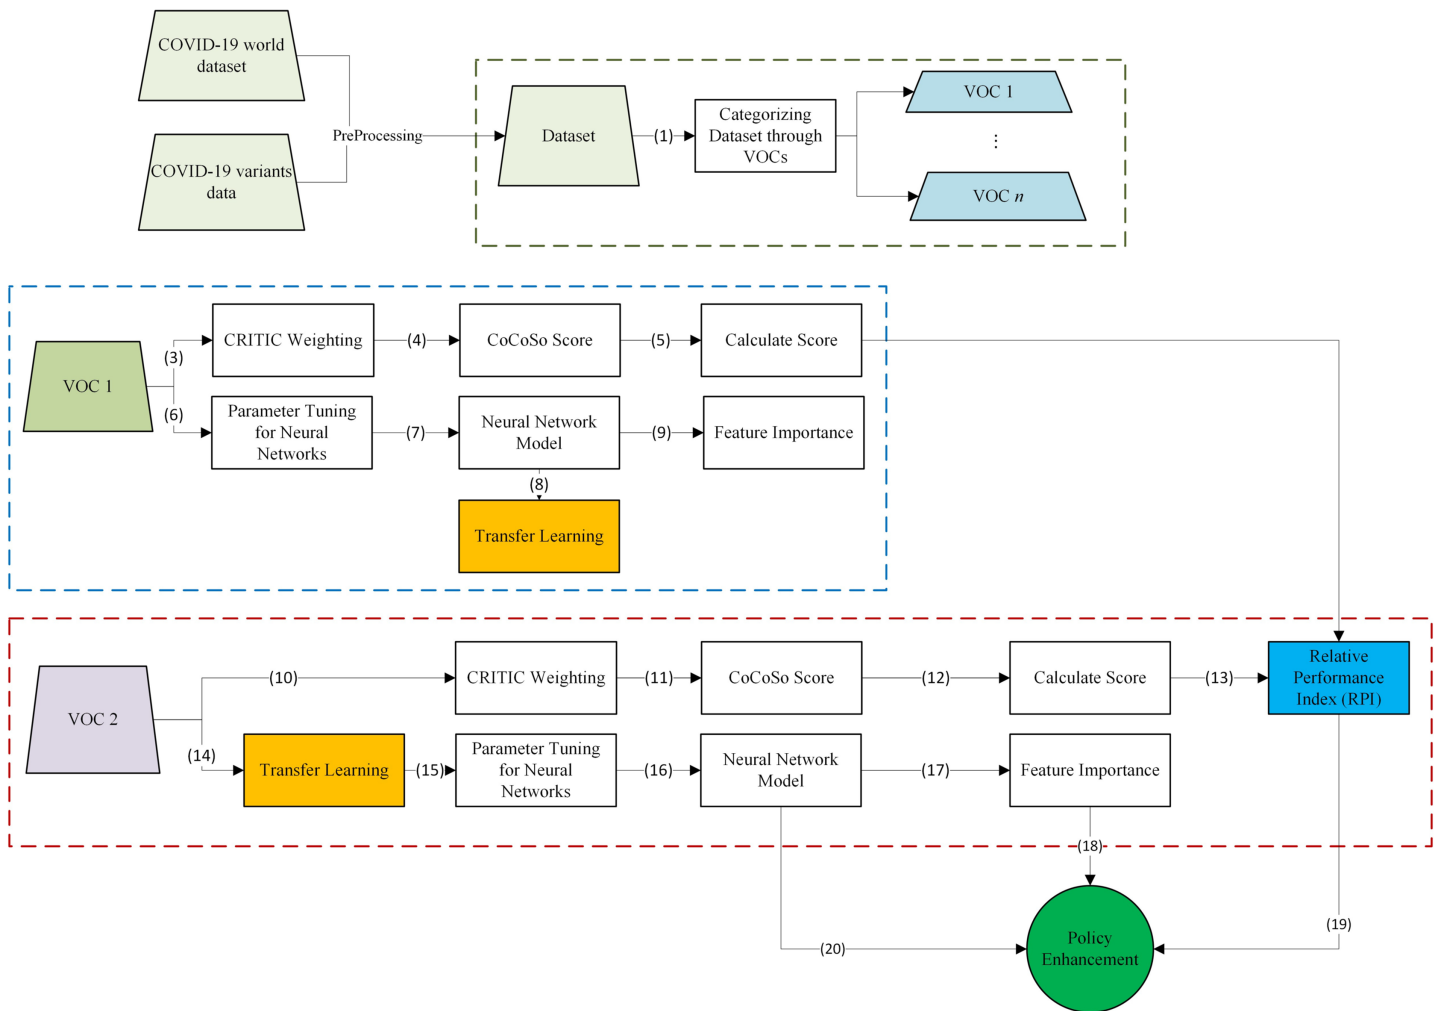 COVID-19 world
dataset
COVID-19 variants
data
PreProcessing
Dataset
(1)
Categorizing
Dataset through
VOCs
VOC 1
⋮
VOC n
VOC 1
(3)
CRITIC Weighting
(4)
CoCoSo Score
(5)
Calculate Score
(6)
Parameter Tuning
for Neural
Networks
(7)
Neural Network
Model
(9)
Feature Importance
(8)
Transfer Learning
VOC 2
(10)
CRITIC Weighting
(11)
CoCoSo Score
(12)
Calculate Score
(13)
Relative
Performance
Index (RPI)
(14)
Transfer Learning
(15)
Parameter Tuning
for Neural
Networks
(16)
Neural Network
Model
(17)
Feature Importance
(18)
(19)
(20)
Policy
Enhancement